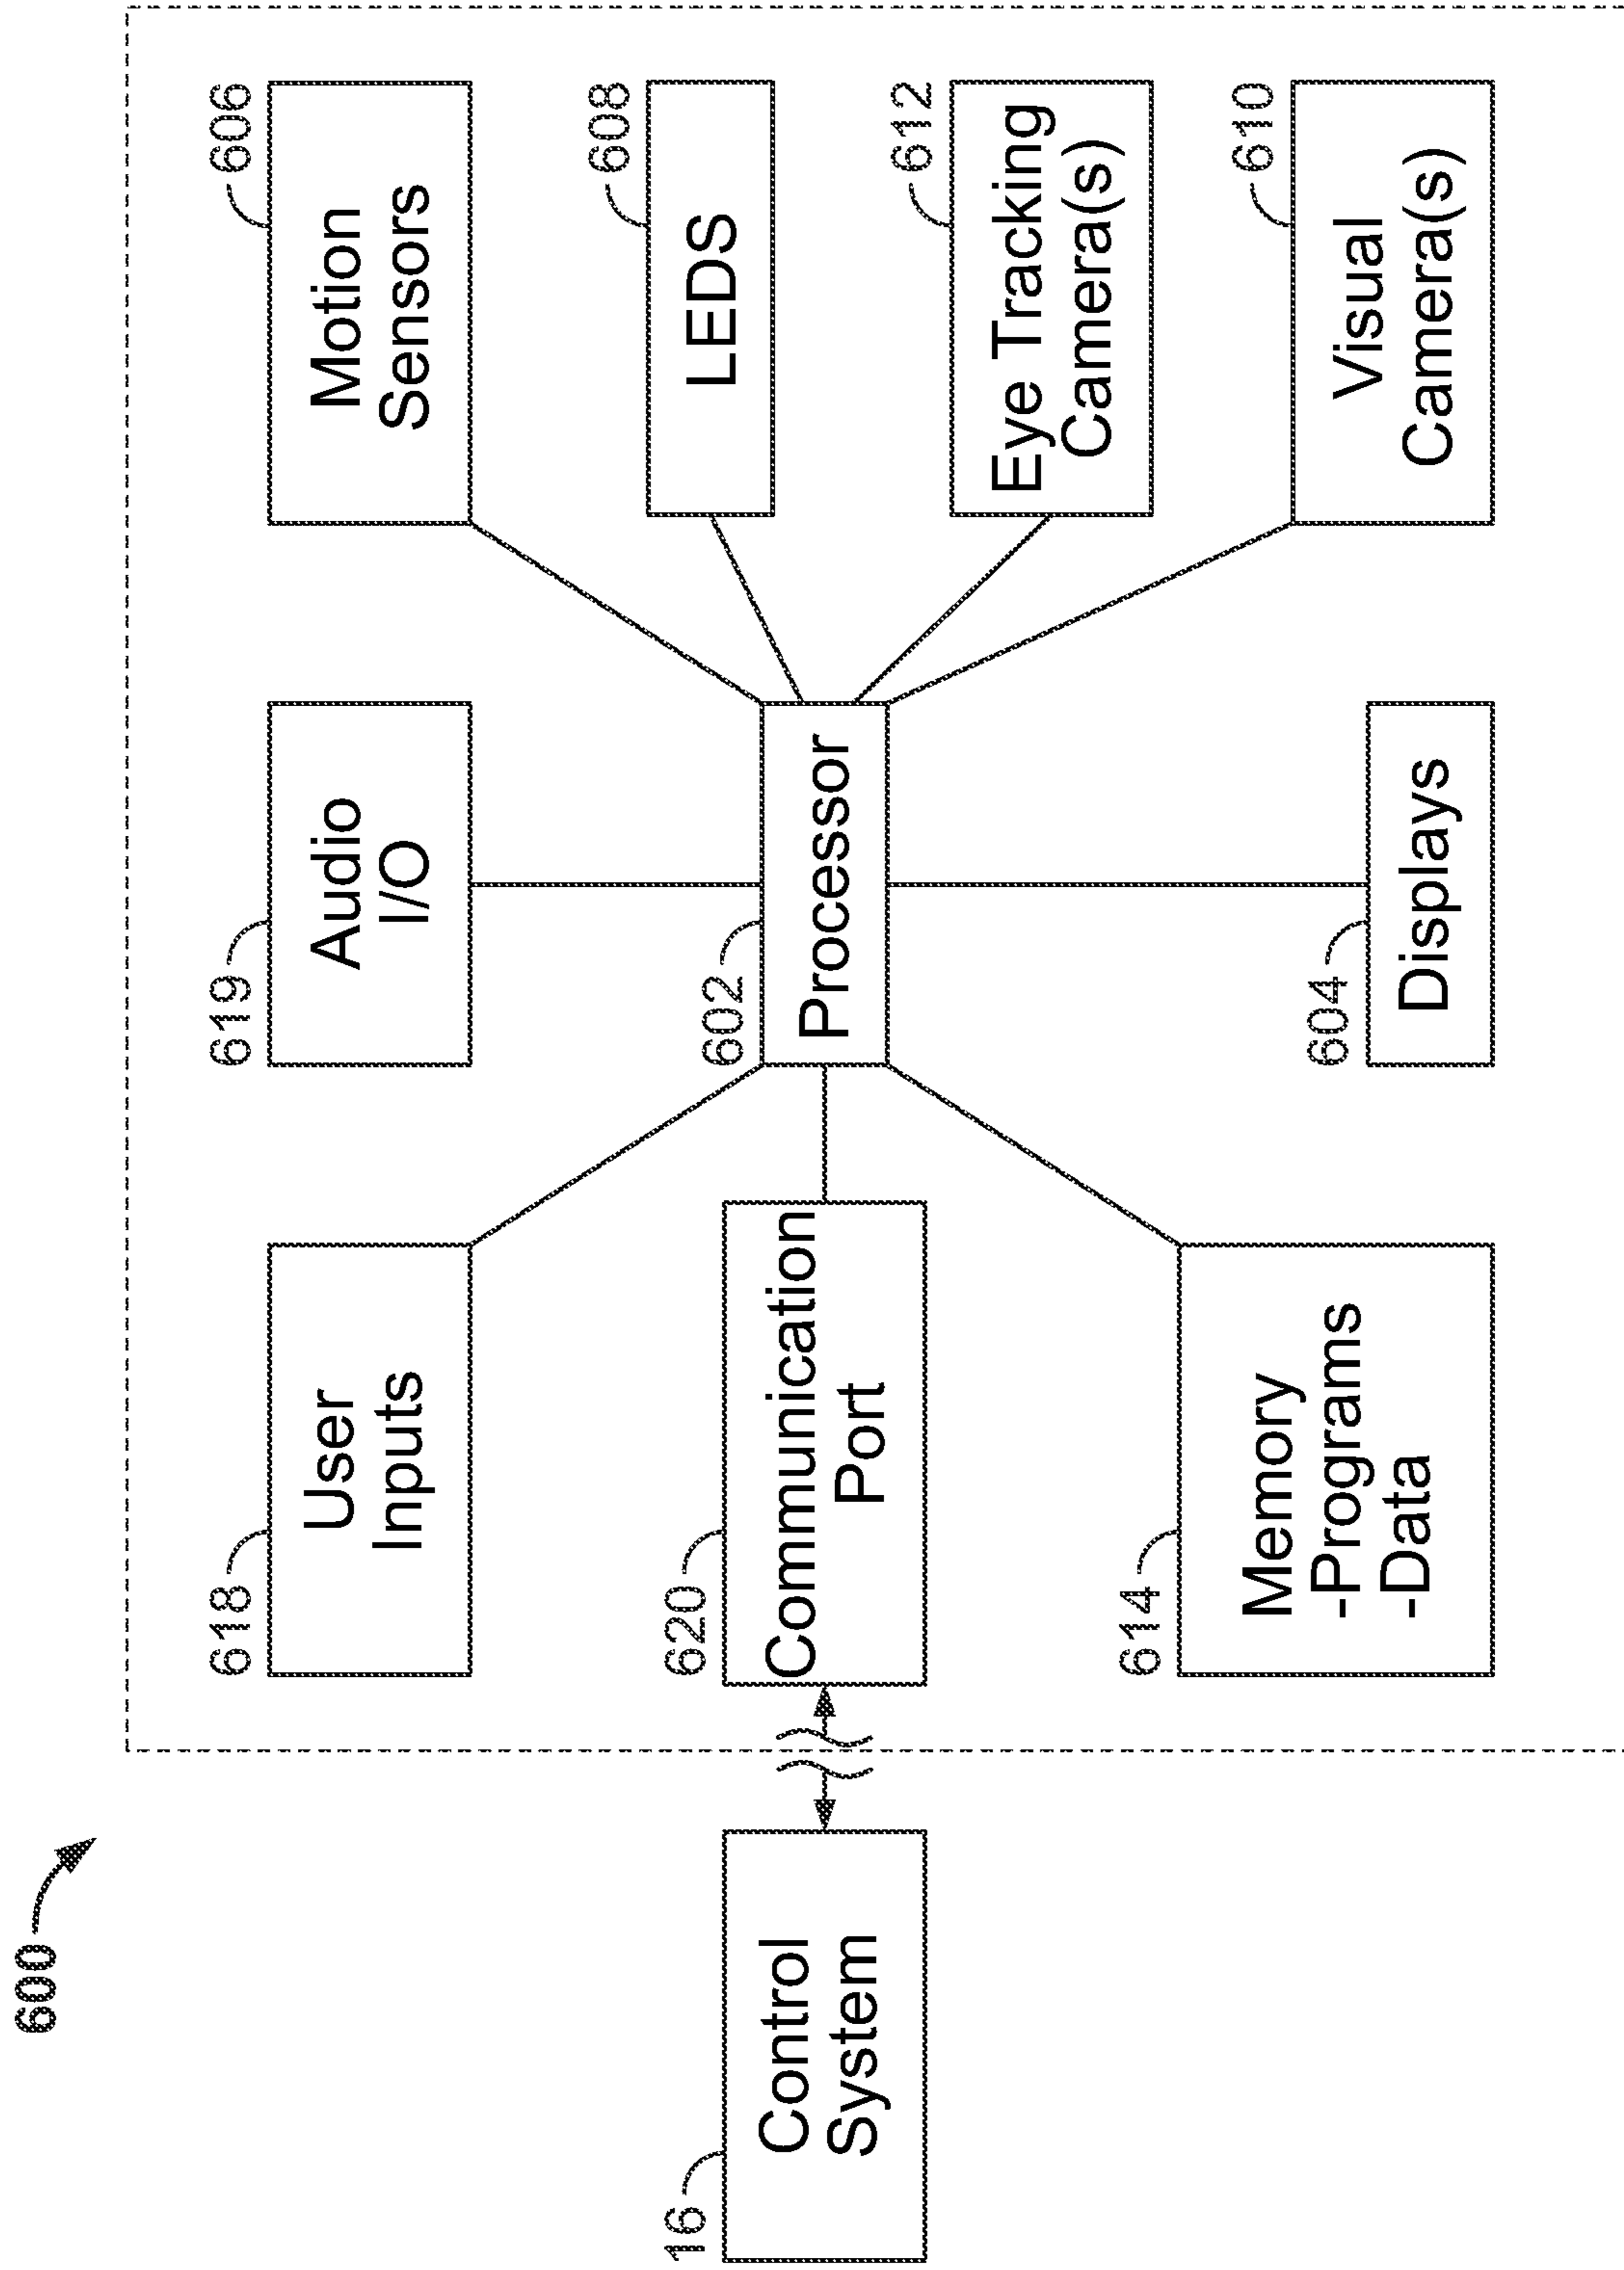 600
618
User
Inputs
619
Audio
I/O
606
Motion
Sensors
608
LEDS
16
Control
System
620
Communication
Port
602
Processor
612
Eye Tracking
Camera(s)
614
Memory
-Programs
-Data
604
Displays
610
Visual
Camera(s)